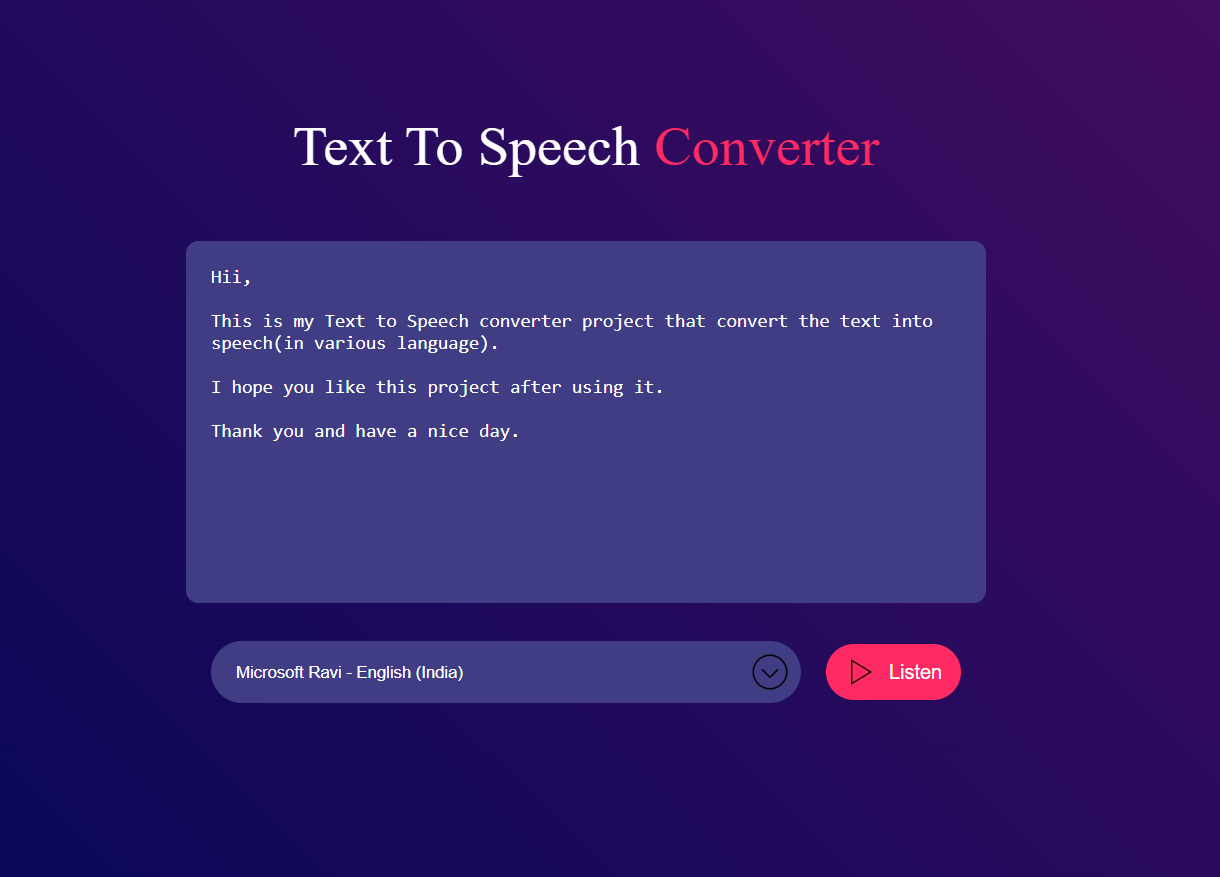 Text To Speech Converter
Hii,
This is my Text to Speech converter project that convert the text into
speech(in various language).
I hope you like this project after using it.
Thank you and have a nice day.
Microsoft Ravi - English (India)
Listen